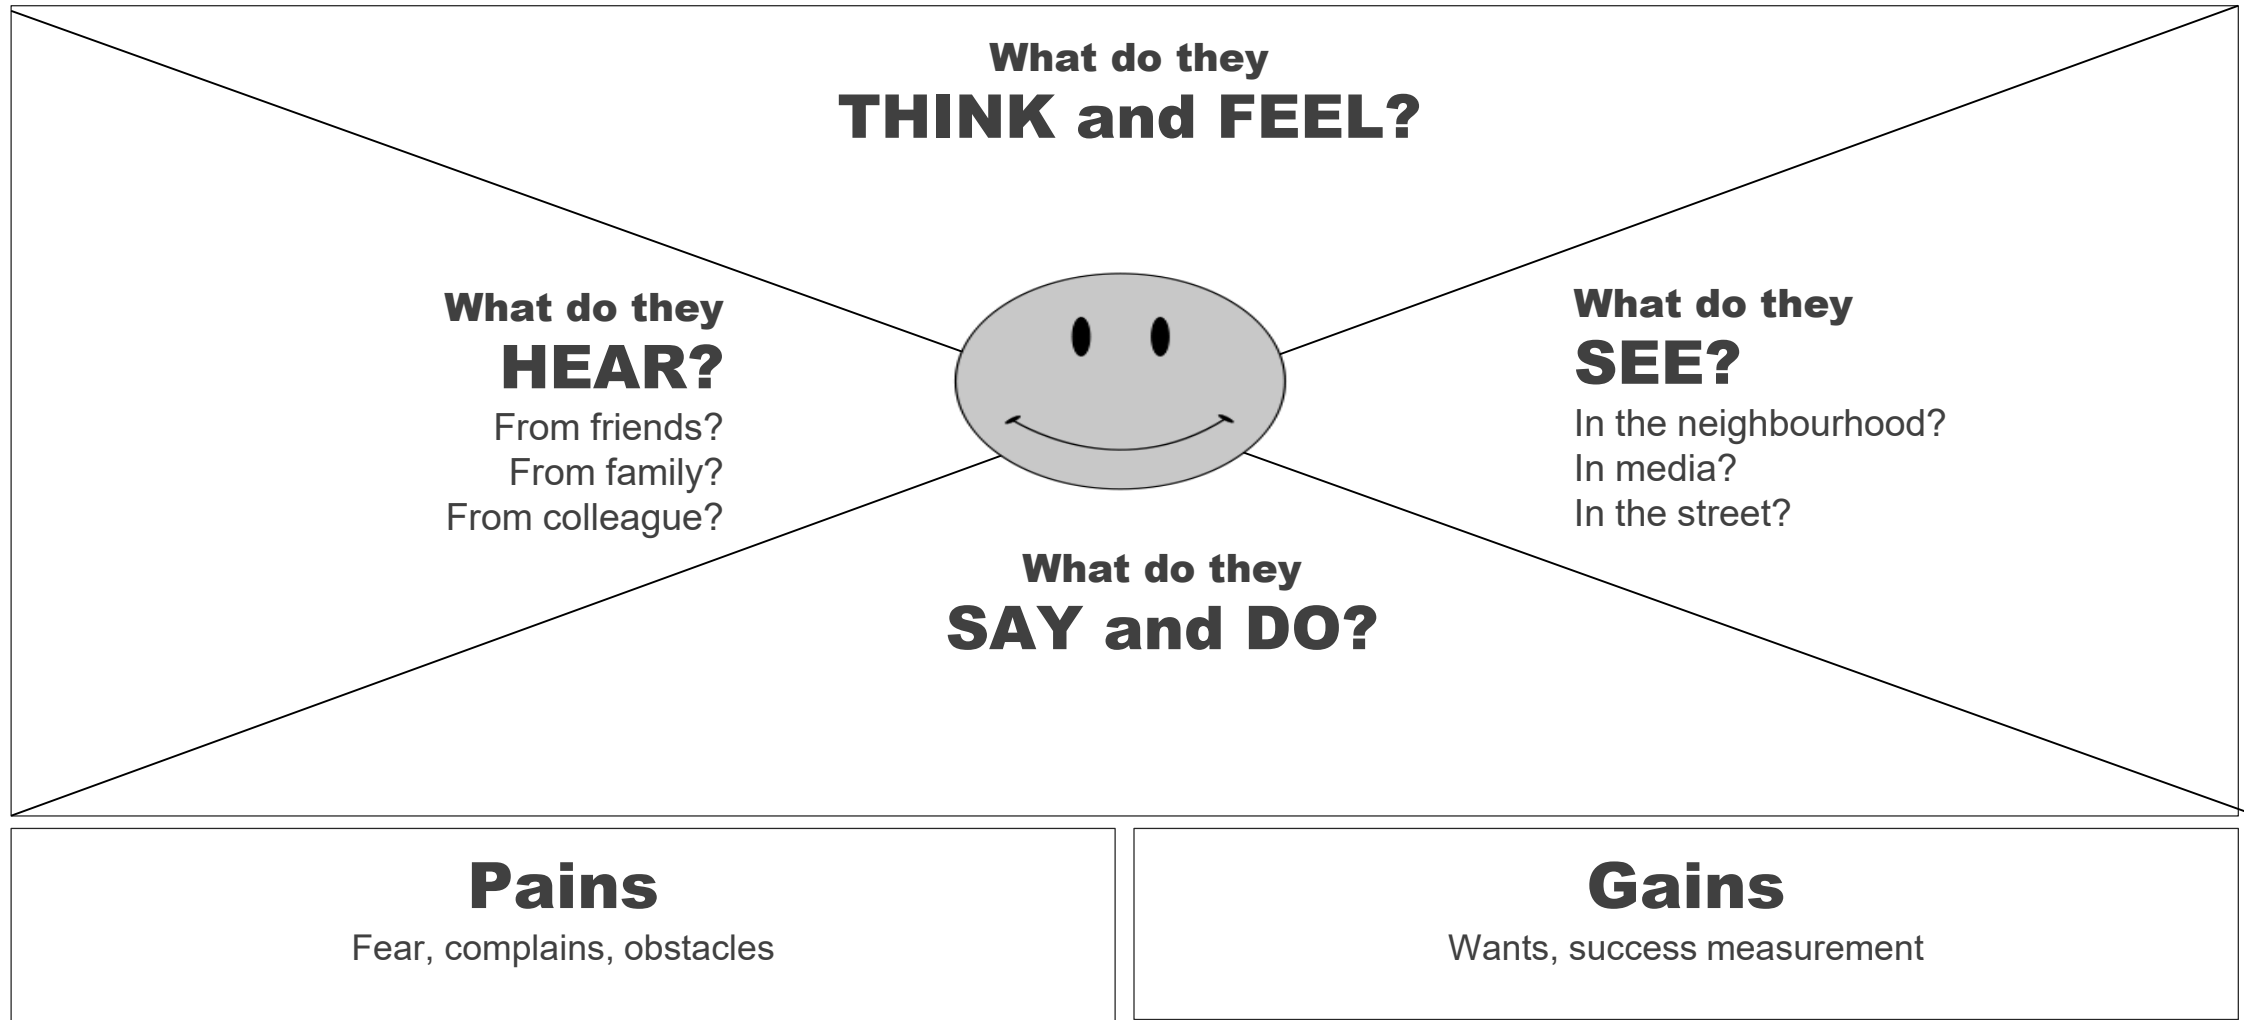 What do they
THINK and FEEL?
What do they
HEAR?
From friends?
From family?
From colleague?
What do they
SEE?
In the neighbourhood?
In media?
In the street?
What do they
SAY and DO?
Pains
Fear, complains, obstacles
Gains
Wants, success measurement